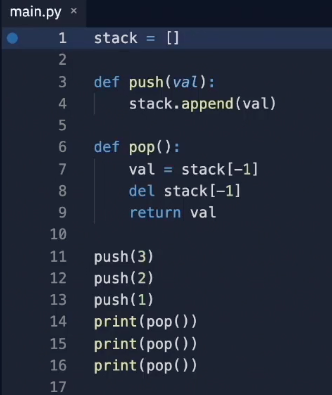 main.py ×
1 stack = []
2
3 def push(val):
4     stack.append(val)
5
6 def pop():
7     val = stack[-1]
8     del stack[-1]
9     return val
10
11 push(3)
12 push(2)
13 push(1)
14 print(pop())
15 print(pop())
16 print(pop())
17